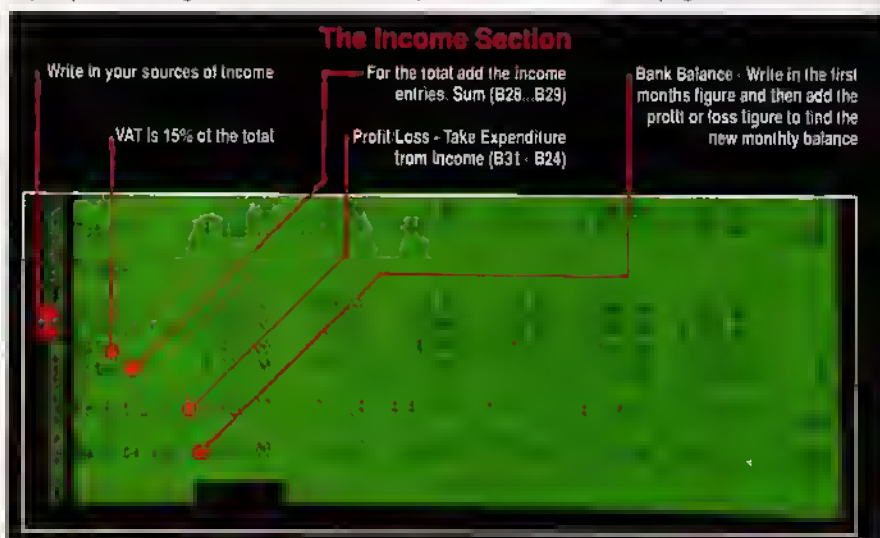 The Income Section
Write in your sources of income
VAT is 15% of the total
For the total add the income
entries. Sum (B28...B29)
Profit/Loss - Take Expenditure
from Income (B31 - B24)
Bank Balance - Write in the first
months figure and then add the
profit or loss figure to find the
new monthly balance